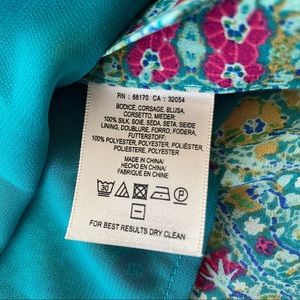 RN : 66170 CA : 32054
BODICE, CORSAGE, BLUSA,
CORSETTO, MIEDER:
100% SILK, SOIE, SEDA, SETA, SEIDE
LINING, DOUBLURE, FORRO, FODERA,
FUTTERSTOFF:
100% POLYESTER, POLYESTER, POLIÉSTER,
POLIESTERE, POLYESTER
MADE IN CHINA/
HECHO EN CHINA/
FABRIQUE EN CHINE
30
FOR BEST RESULTS DRY CLEAN